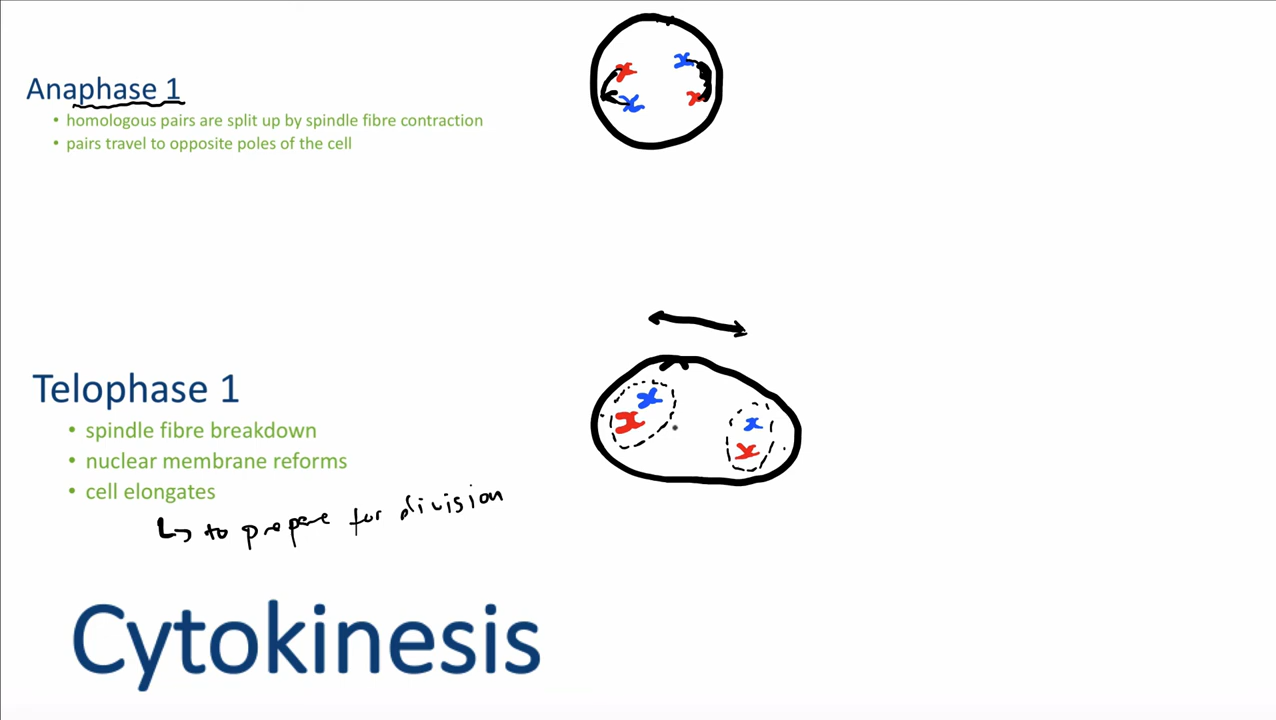 Anaphase 1
• homologous pairs are split up by spindle fibre contraction
• pairs travel to opposite poles of the cell
Telophase 1
• spindle fibre breakdown
• nuclear membrane reforms
• cell elongates
↳ to prepare for division
Cytokinesis